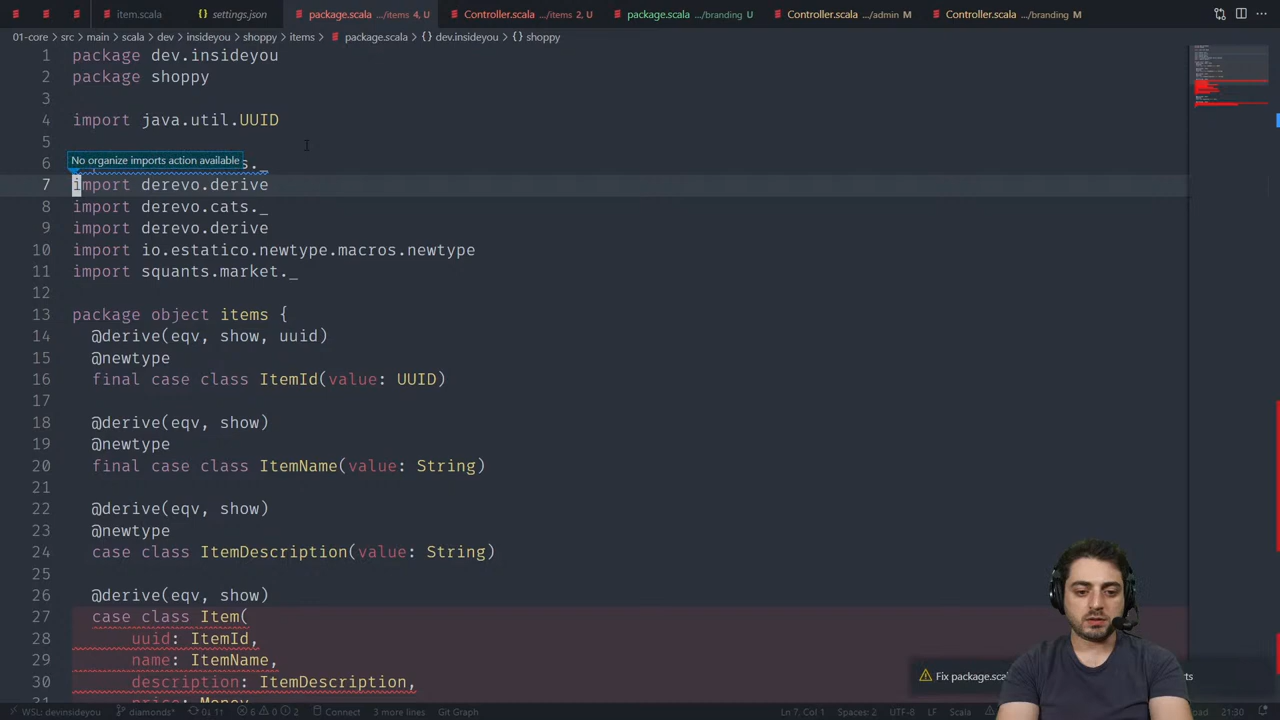 item.scala settings.json package.scala .../items 4, U Controller.scala .../items 2, U package.scala .../branding U Controller.scala .../admin M Controller.scala .../branding M
01-core > src > main > scala > dev > insideyou > shoppy > items > package.scala > {} dev.insideyou > {} shoppy
1 package dev.insideyou
2 package shoppy
3
4 import java.util.UUID
5
No organize imports action available
6 s._
7 import derevo.derive
8 import derevo.cats._
9 import derevo.derive
10 import io.estatico.newtype.macros.newtype
11 import squants.market._
12
13 package object items {
14 @derive(eqv, show, uuid)
15 @newtype
16 final case class ItemId(value: UUID)
17
18 @derive(eqv, show)
19 @newtype
20 final case class ItemName(value: String)
21
22 @derive(eqv, show)
23 @newtype
24 case class ItemDescription(value: String)
25
26 @derive(eqv, show)
27 case class Item(
28 uuid: ItemId,
29 name: ItemName,
30 description: ItemDescription,
Fix package.sca
ts
WSL: devinsideyou diamonds* 0↓ 11↑ 6 0 2 Connect 3 more lines Git Graph Ln 7, Col 1 Spaces: 2 UTF-8 LF Scala 21:30